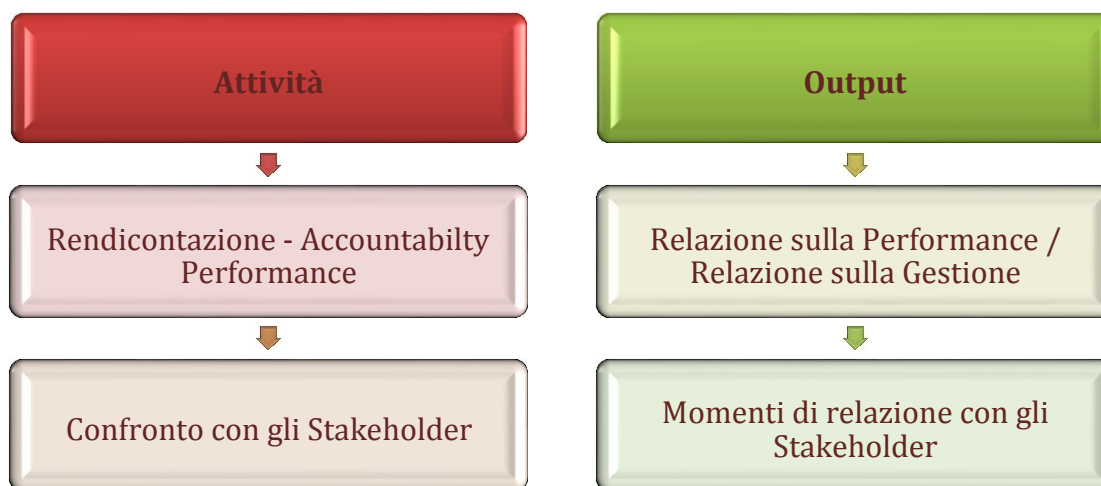 Attività
Output
Rendicontazione - Accountabilty
Performance
Relazione sulla Performance /
Relazione sulla Gestione
Confronto con gli Stakeholder
Momenti di relazione con gli
Stakeholder